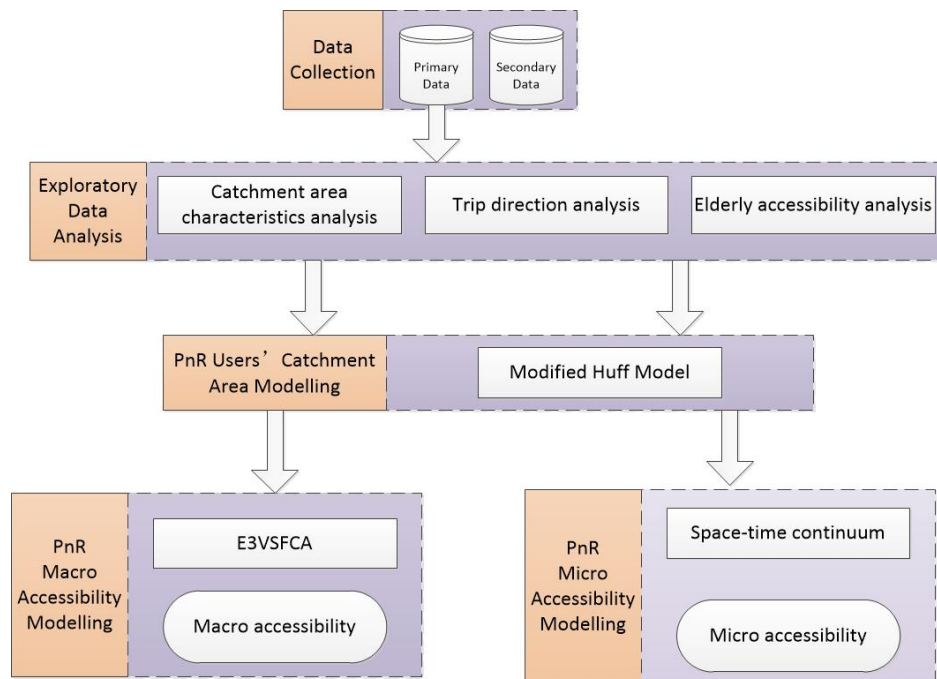 Data
Collection
Primary
Data
Secondary
Data
Exploratory
Data
Analysis
Catchment area
characteristics analysis
Trip direction analysis
Elderly accessibility analysis
PnR Users’ Catchment
Area Modelling
Modified Huff Model
PnR
Macro
Accessibility
Modelling
E3VSFCA
Macro accessibility
PnR
Micro
Accessibility
Modelling
Space-time continuum
Micro accessibility